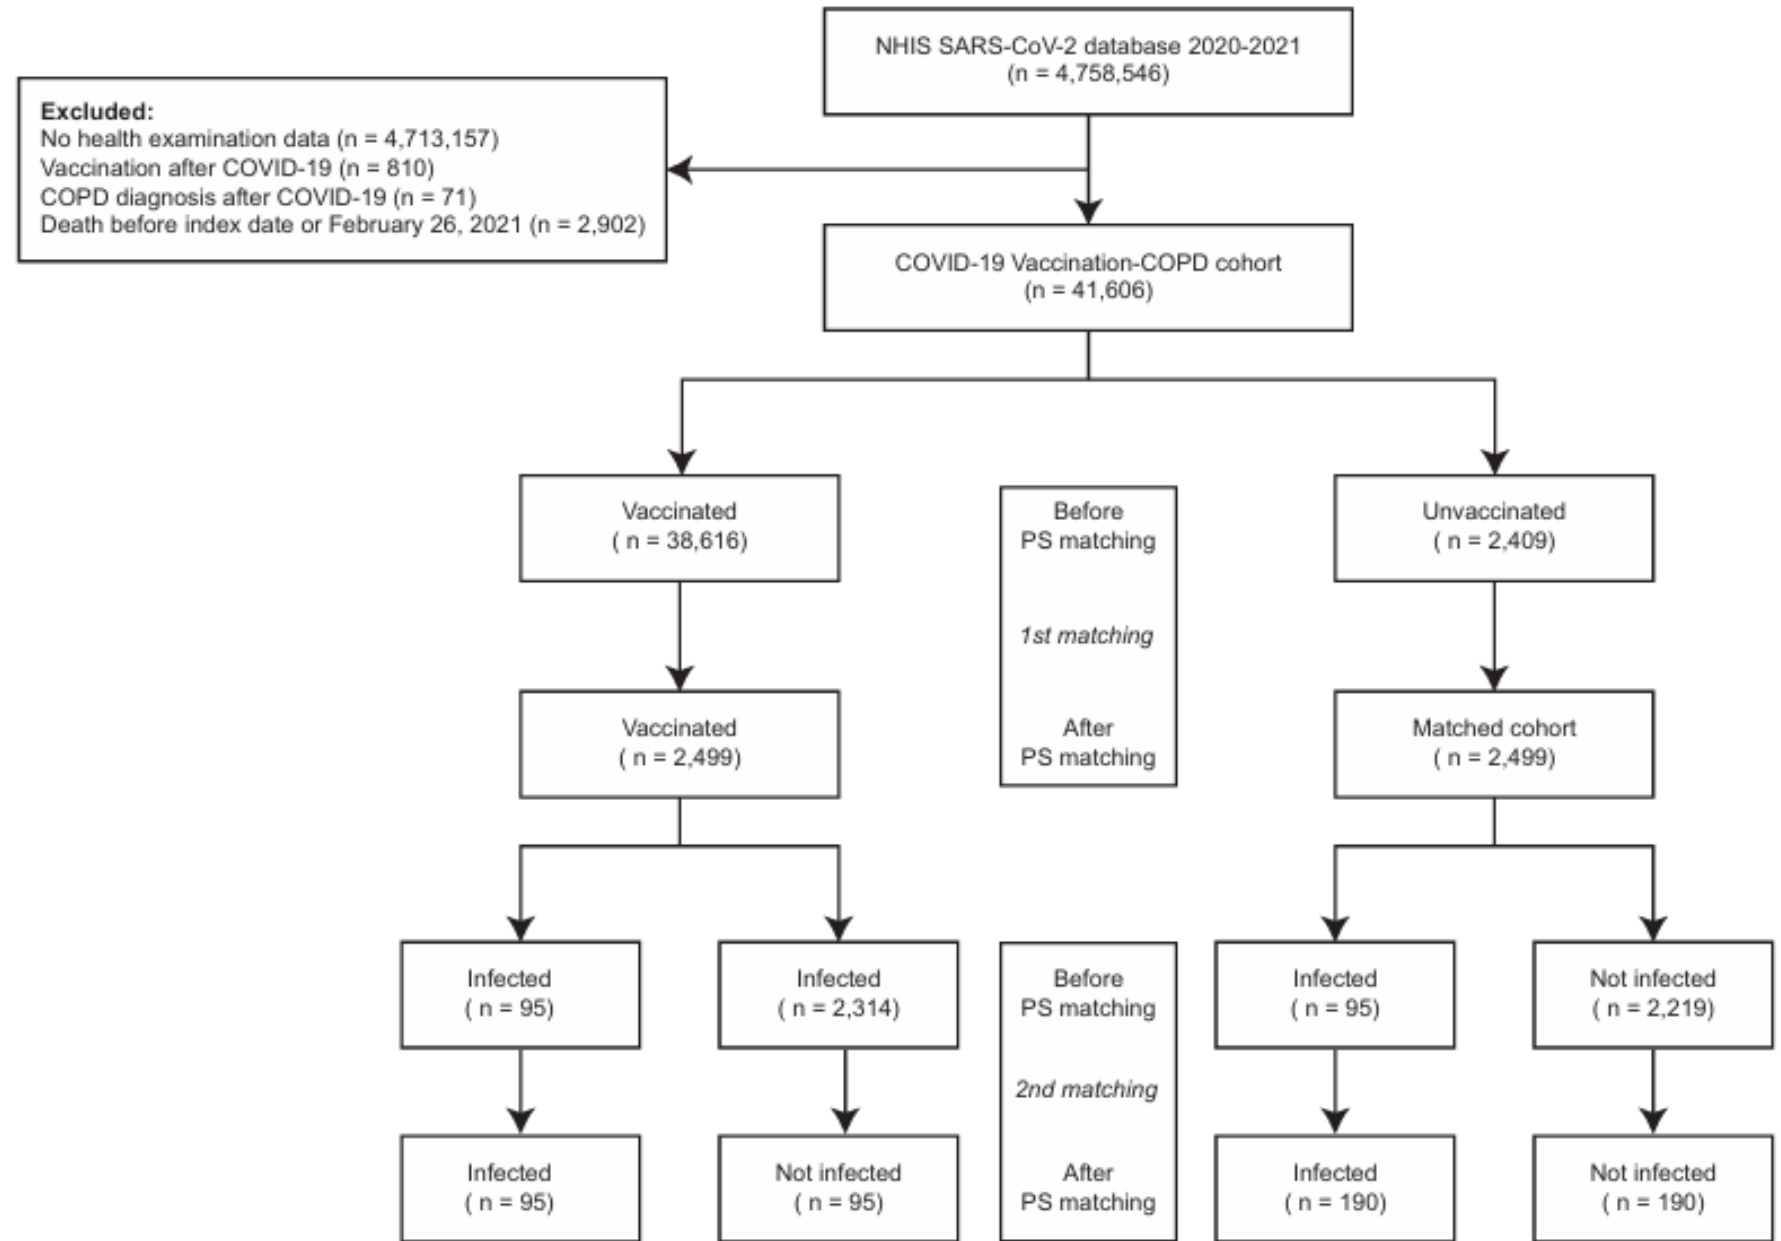 NHIS SARS-CoV-2 database 2020-2021
(n = 4,758,546)
Excluded:
No health examination data (n = 4,713,157)
Vaccination after COVID-19 (n = 810)
COPD diagnosis after COVID-19 (n = 71)
Death before index date or February 26, 2021 (n = 2,902)
COVID-19 Vaccination-COPD cohort
(n = 41,606)
Vaccinated
( n = 38,616)
Before
PS matching
Unvaccinated
( n = 2,409)
1st matching
Vaccinated
( n = 2,499)
After
PS matching
Matched cohort
( n = 2,499)
Infected
( n = 95)
Infected
( n = 2,314)
Before
PS matching
Infected
( n = 95)
Not infected
( n = 2,219)
2nd matching
Infected
( n = 95)
Not infected
( n = 95)
After
PS matching
Infected
( n = 190)
Not infected
( n = 190)